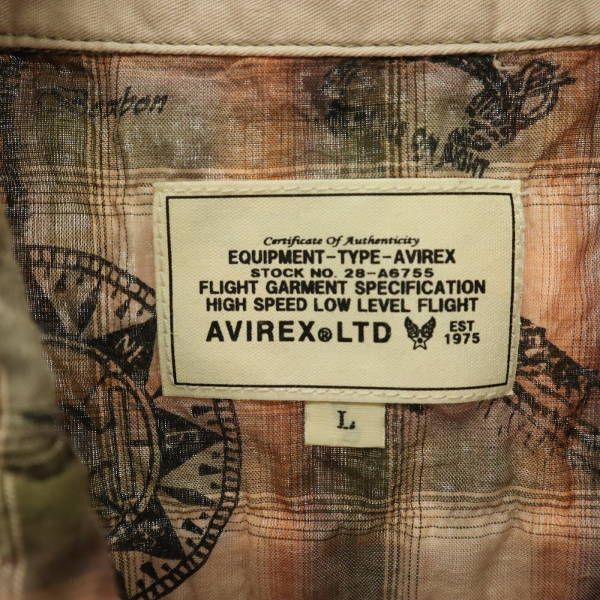 Certificate Of Authenticity
EQUIPMENT-TYPE-AVIREX
STOCK NO. 28-A6755
FLIGHT GARMENT SPECIFICATION
HIGH SPEED LOW LEVEL FLIGHT
AVIREX®LTD EST
1975
L